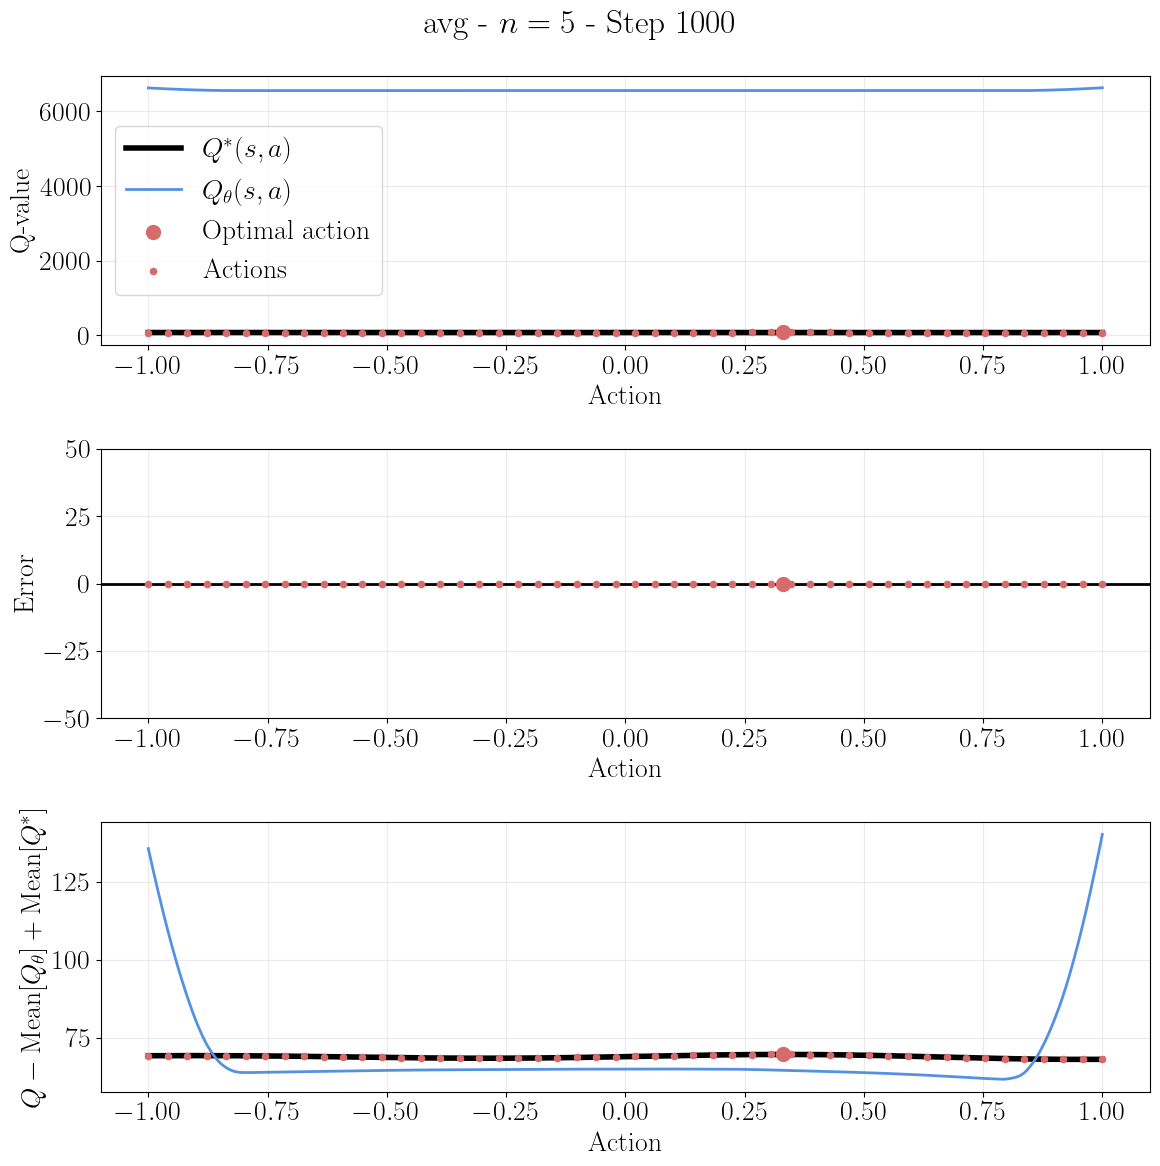 avg - n = 5 - Step 1000
6000
4000
2000
0
Q-value
Q*(s, a)
Qθ(s, a)
Optimal action
Actions
−1.00 −0.75 −0.50 −0.25 0.00 0.25 0.50 0.75 1.00
Action
50
25
0
−25
−50
Error
−1.00 −0.75 −0.50 −0.25 0.00 0.25 0.50 0.75 1.00
Action
125
100
75
Q − Mean[Qθ] + Mean[Q*]
−1.00 −0.75 −0.50 −0.25 0.00 0.25 0.50 0.75 1.00
Action